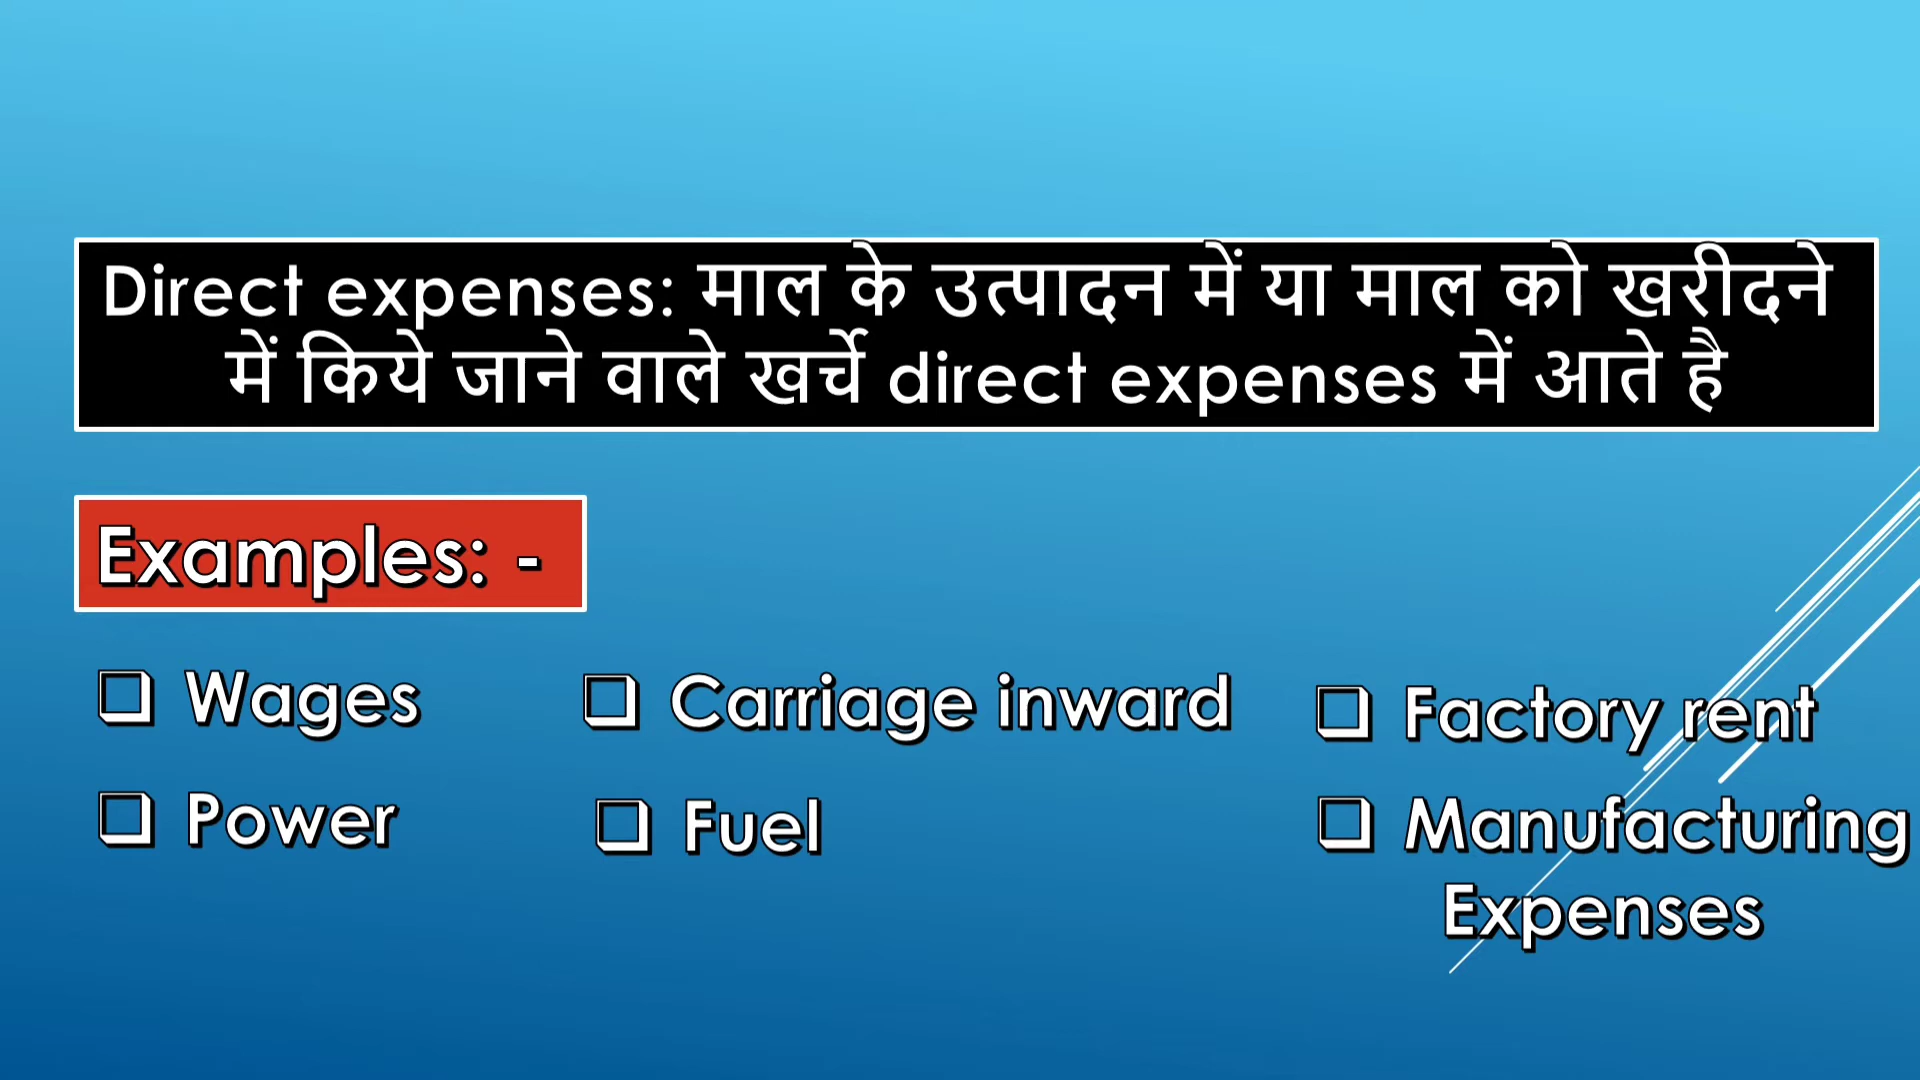 Direct expenses: माल के उत्पादन में या माल को खरीदने
में किये जाने वाले खर्चे direct expenses में आते है
Examples: -
❑ Wages
❑ Power
❑ Carriage inward
❑ Fuel
❑ Factory rent
❑ Manufacturing
Expenses